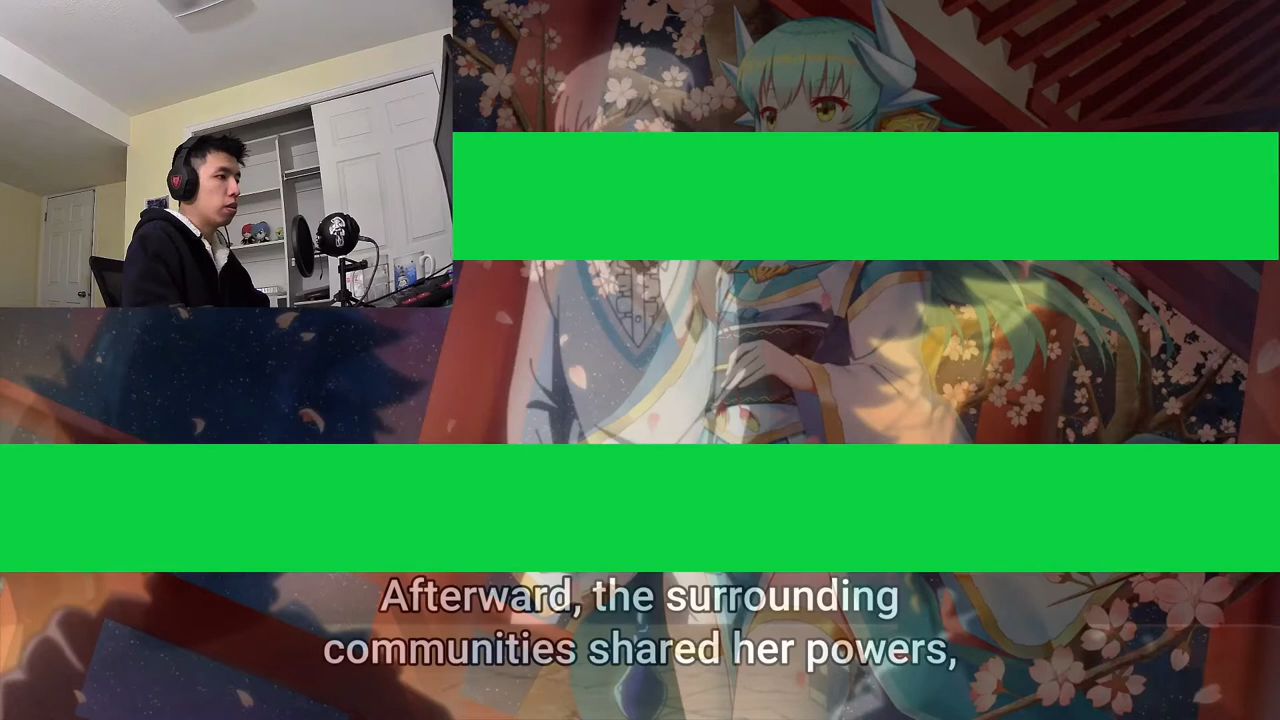 Afterward, the surrounding
communities shared her powers,